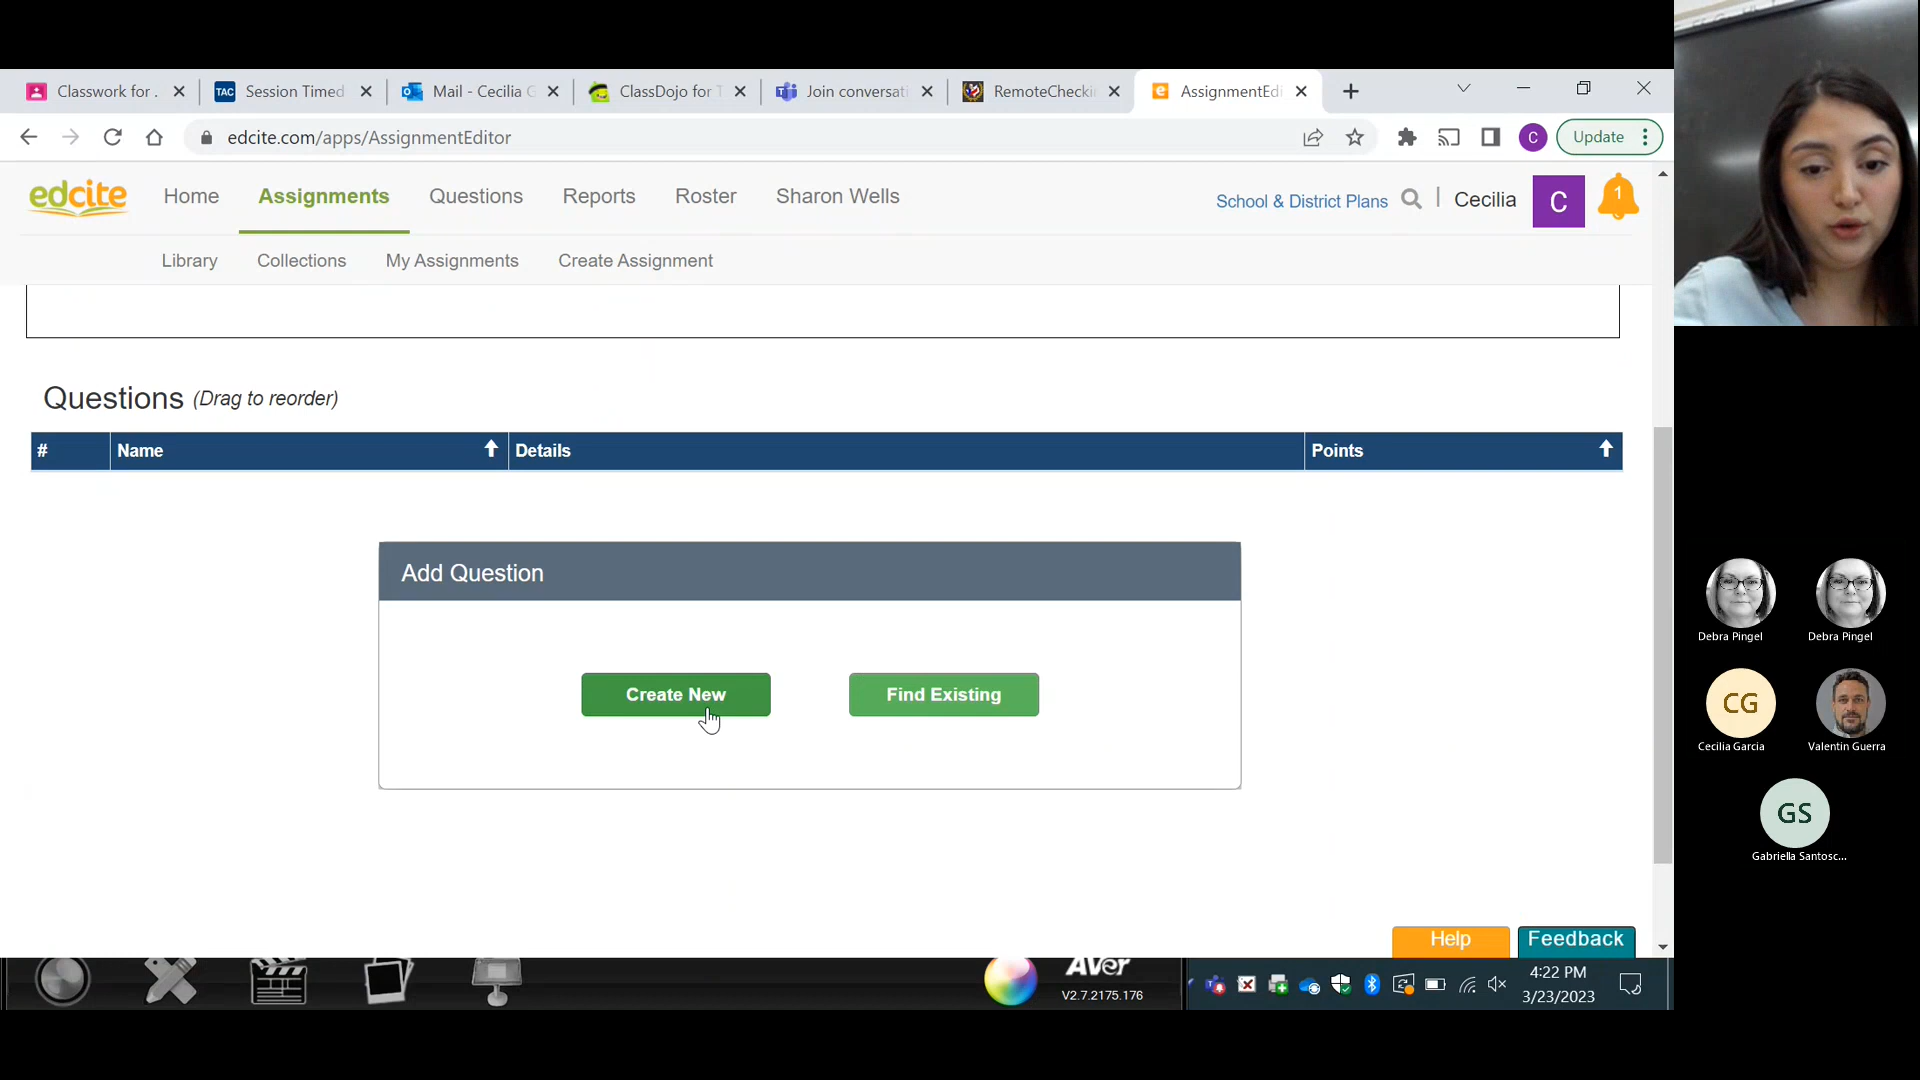 Classwork for .
TAC
Session Timed
Mail - Cecilia G
ClassDojo for T
Join conversati
RemoteCheckin
AssignmentEdi
edcite.com/apps/AssignmentEditor
C
Update
edcite
Home
Assignments
Questions
Reports
Roster
Sharon Wells
School & District Plans
Cecilia
C
1
Library
Collections
My Assignments
Create Assignment
Questions (Drag to reorder)
#
Name
Details
Points
Add Question
Create New
Find Existing
Debra Pingel
Debra Pingel
CG
Cecilia Garcia
Valentin Guerra
GS
Gabriella Santosc...
Help
Feedback
AVer
V2.7.2175.176
4:22 PM
3/23/2023